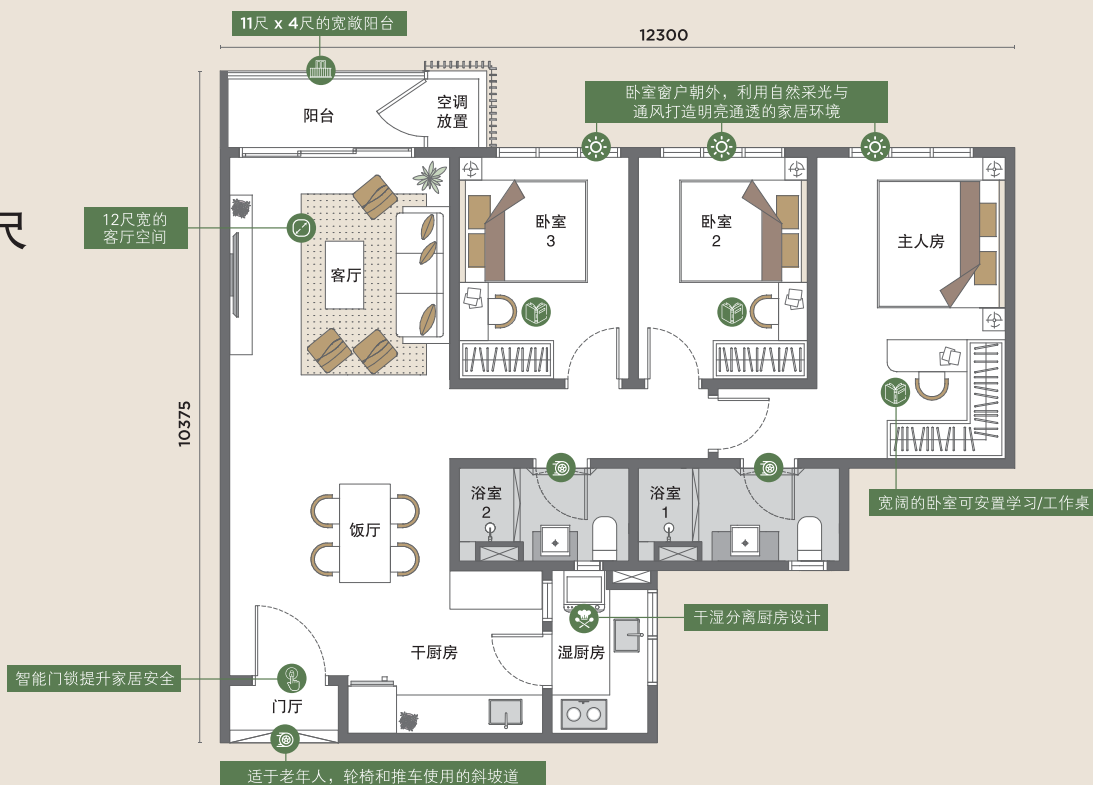 11尺 x 4尺的宽敞阳台
12300
卧室窗户朝外，利用自然采光与
通风打造明亮通透的家居环境
阳台
空调
放置
尺
12尺宽的
客厅空间
客厅
卧室
3
卧室
2
主人房
10375
浴室
2
浴室
1
宽阔的卧室可安置学习/工作桌
饭厅
干湿分离厨房设计
干厨房
湿厨房
智能门锁提升家居安全
门厅
适于老年人，轮椅和推车使用的斜坡道